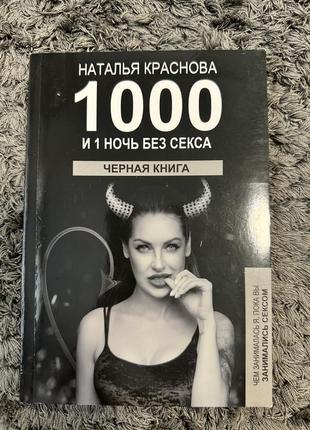 НАТАЛЬЯ КРАСНОВА
1000
И 1 НОЧЬ БЕЗ СЕКСА
ЧЕРНАЯ КНИГА
ЧЕМ ЗАНИМАЛАСЬ Я, ПОКА ВЫ
ЗАНИМАЛИСЬ СЕКСОМ